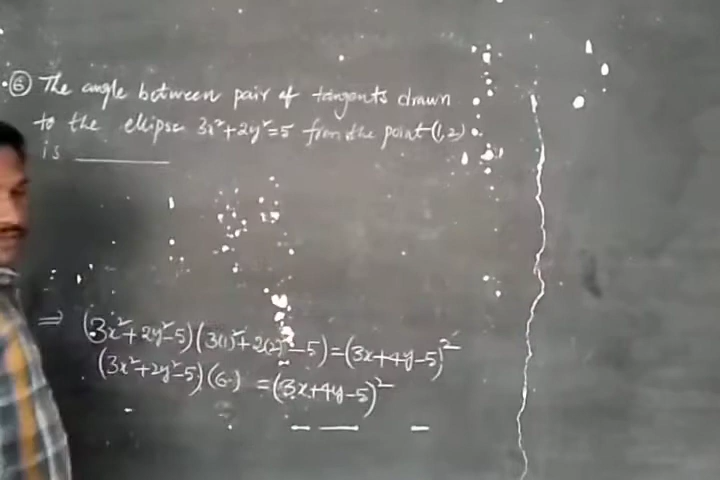 ⑥ The angle between pair of tangents drawn
to the ellipse 3x²+2y²=5 from the point (1,2)
is ______
⇒ (3x²+2y²-5)(3(1)²+2(2)²-5)=(3x+4y-5)²
(3x²+2y²-5)(6) =(3x+4y-5)²